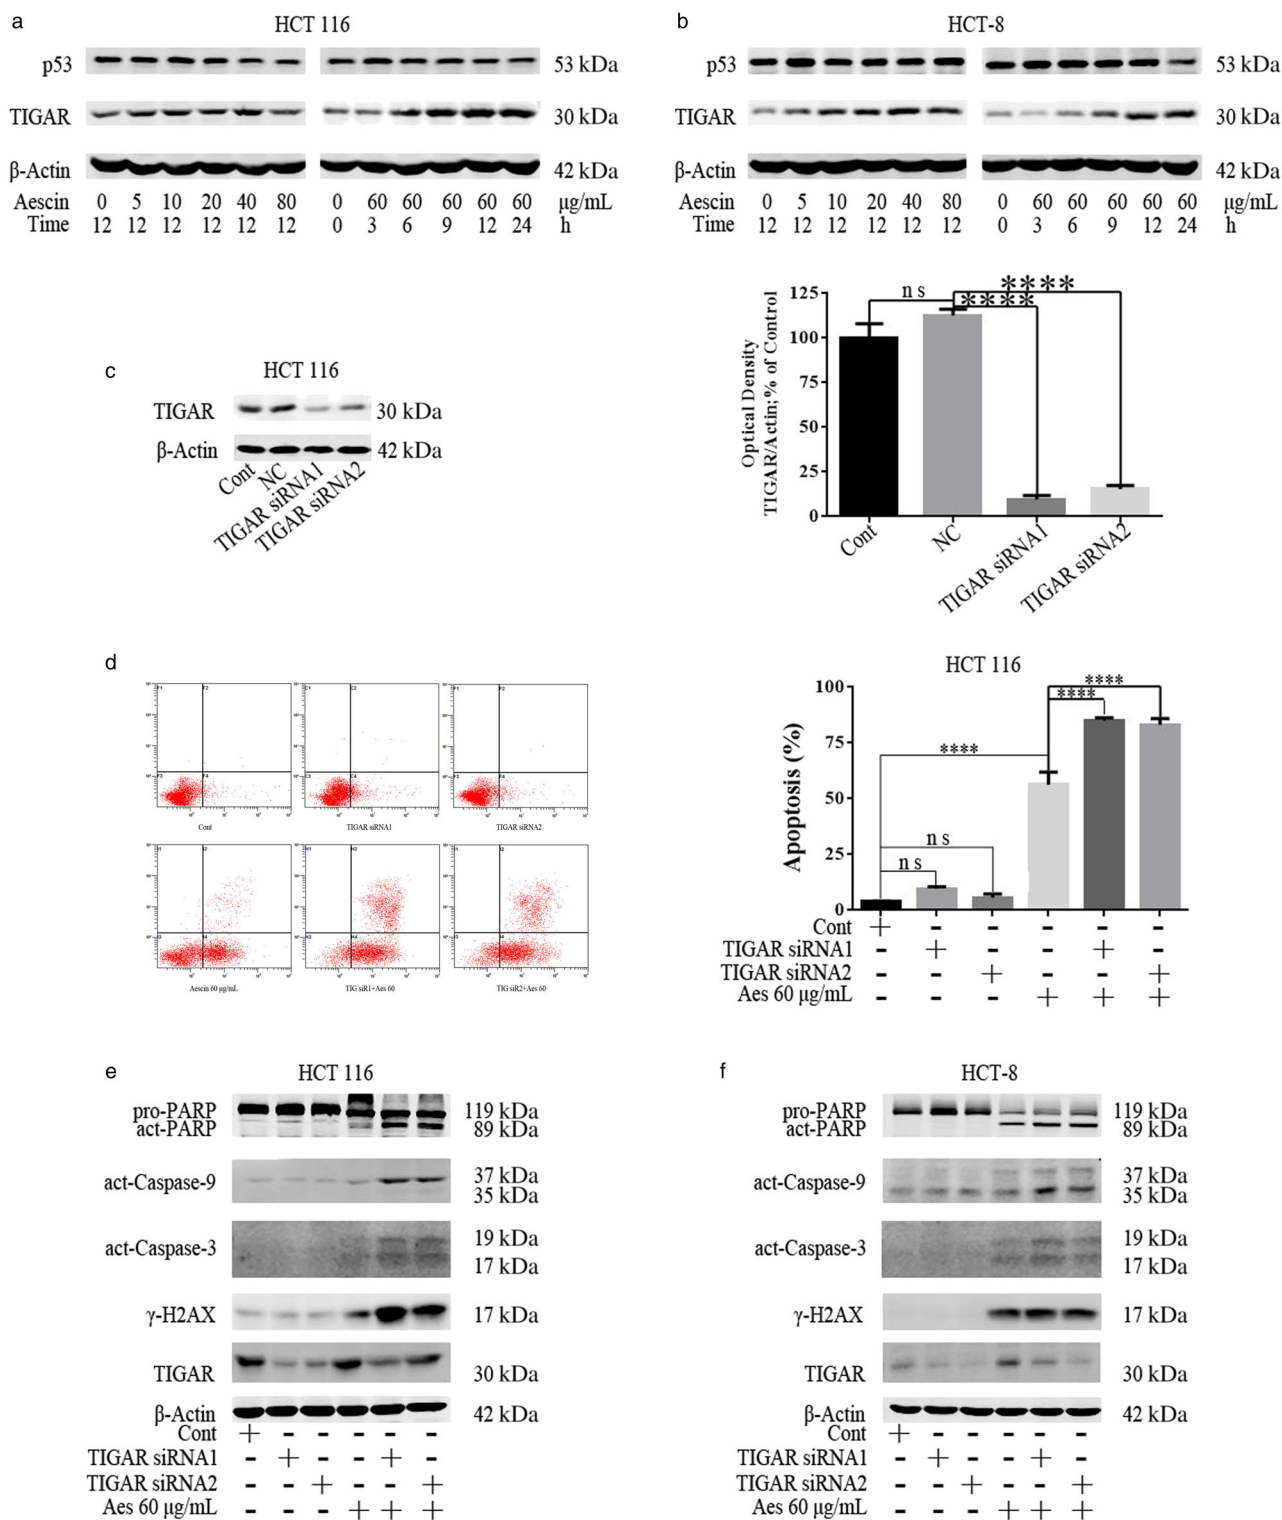 a
HCT 116
p53
53 kDa
TIGAR
30 kDa
β-Actin
42 kDa
Aescin 0 5 10 20 40 80 0 60 60 60 60 60 μg/mL
Time 12 12 12 12 12 12 0 3 6 9 12 24 h
b
HCT-8
p53
53 kDa
TIGAR
30 kDa
β-Actin
42 kDa
Aescin 0 5 10 20 40 80 0 60 60 60 60 60 μg/mL
Time 12 12 12 12 12 12 0 3 6 9 12 24 h
c
HCT 116
TIGAR
30 kDa
β-Actin
42 kDa
Cont
NC
TIGAR siRNA1
TIGAR siRNA2
Optical Density
TIGAR/Actin; % of Control
125
100
75
50
25
0
n s
****
****
Cont
NC
TIGAR siRNA1
TIGAR siRNA2
d
Cont
TIGAR siRNA1
TIGAR siRNA2
Aescin 60 μg/mL
TIG siR1+Aes 60
TIG siR2+Aes 60
HCT 116
Apoptosis (%)
100
75
50
25
0
n s
n s
****
****
****
Cont + - - - - -
TIGAR siRNA1 - + - - + -
TIGAR siRNA2 - - + - - +
Aes 60 μg/mL - - - + + +
e
HCT 116
pro-PARP 119 kDa
act-PARP 89 kDa
act-Caspase-9
37 kDa
35 kDa
act-Caspase-3
19 kDa
17 kDa
γ-H2AX 17 kDa
TIGAR 30 kDa
β-Actin 42 kDa
Cont + - - - - -
TIGAR siRNA1 - + - - + -
TIGAR siRNA2 - - + - - +
Aes 60 μg/mL - - - + + +
f
HCT-8
pro-PARP 119 kDa
act-PARP 89 kDa
act-Caspase-9
37 kDa
35 kDa
act-Caspase-3
19 kDa
17 kDa
γ-H2AX 17 kDa
TIGAR 30 kDa
β-Actin 42 kDa
Cont + - - - - -
TIGAR siRNA1 - + - - + -
TIGAR siRNA2 - - + - - +
Aes 60 μg/mL - - - + + +